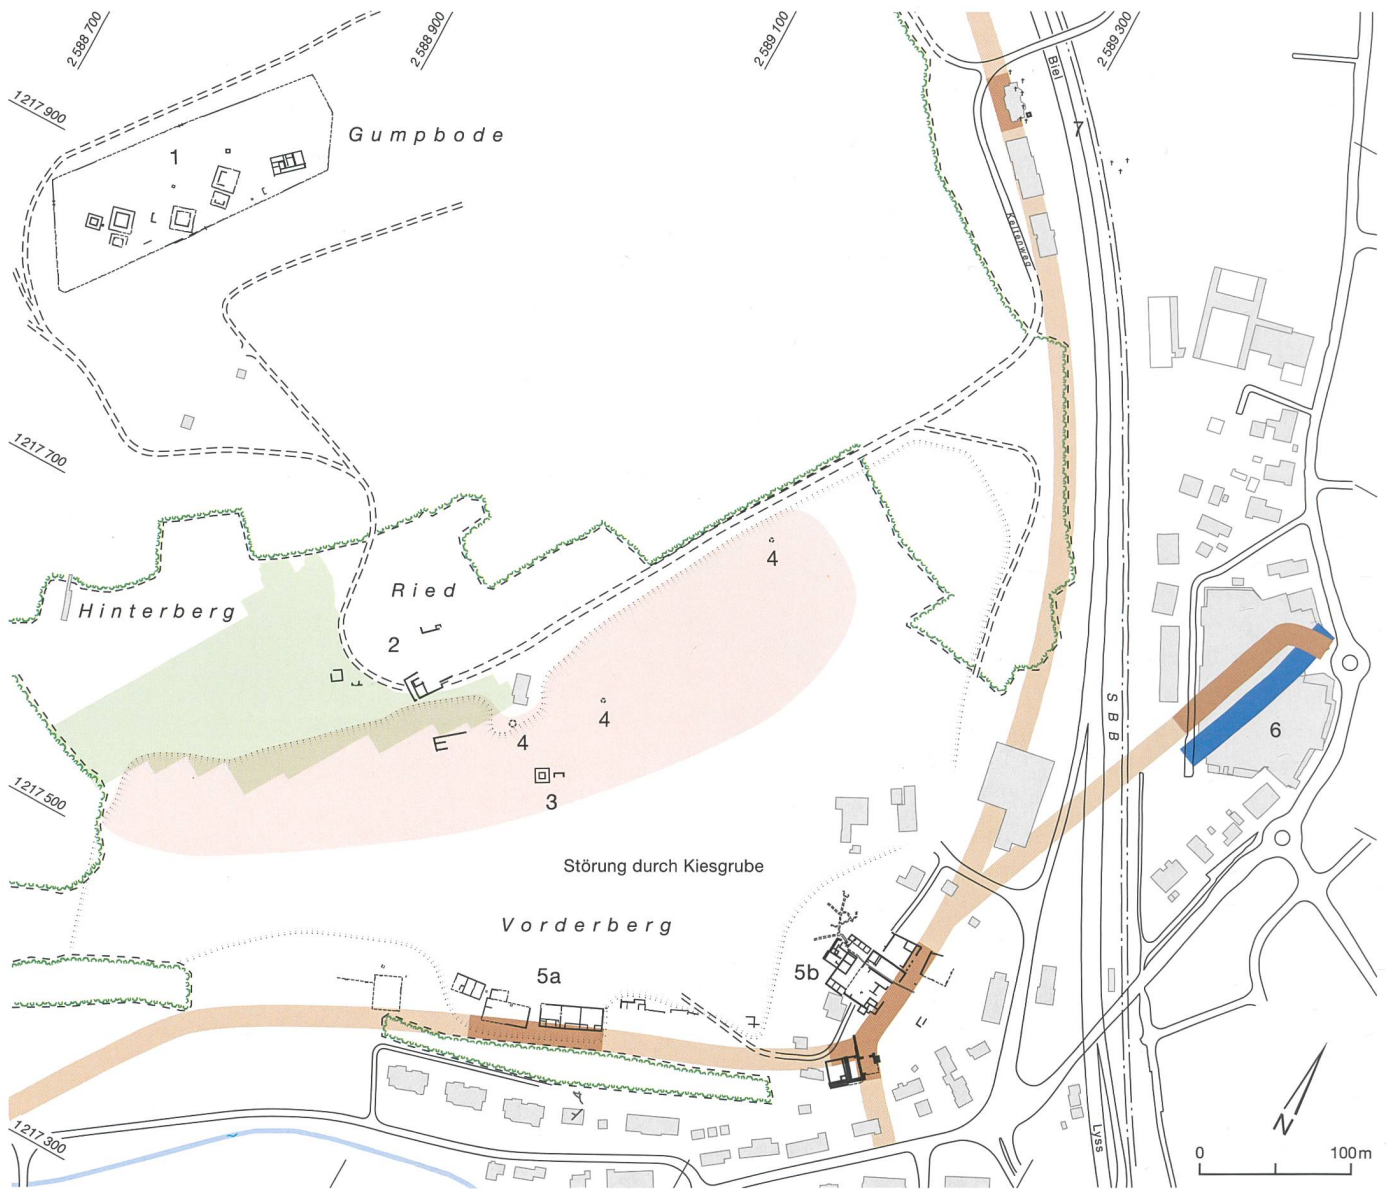 2 588 700
2 588 900
2 589 100
2 589 300
1 217 900
Biel
Gumpbode
1
7
Keltenweg
1 217 700
4
Ried
Hinterberg
2
4
SBB
4
6
3
1 217 500
Störung durch Kiesgrube
Vorderberg
5a
5b
1 217 300
Lyss
N
0
100 m